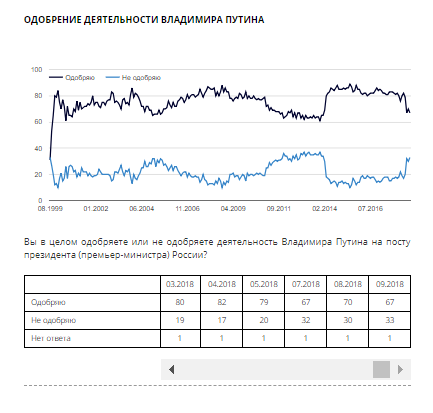 ОДОБРЕНИЕ ДЕЯТЕЛЬНОСТИ ВЛАДИМИРА ПУТИНА
Одобряю Не одобряю
100
80
60
40
20
0
08.1999 01.2002 06.2004 11.2006 04.2009 09.2011 02.2014 07.2016
Вы в целом одобряете или не одобряете деятельность Владимира Путина на посту
президента (премьер-министра) России?
03.2018 04.2018 05.2018 07.2018 08.2018 09.2018
Одобряю 80 82 79 67 70 67
Не одобряю 19 17 20 32 30 33
Нет ответа 1 1 1 1 1 1